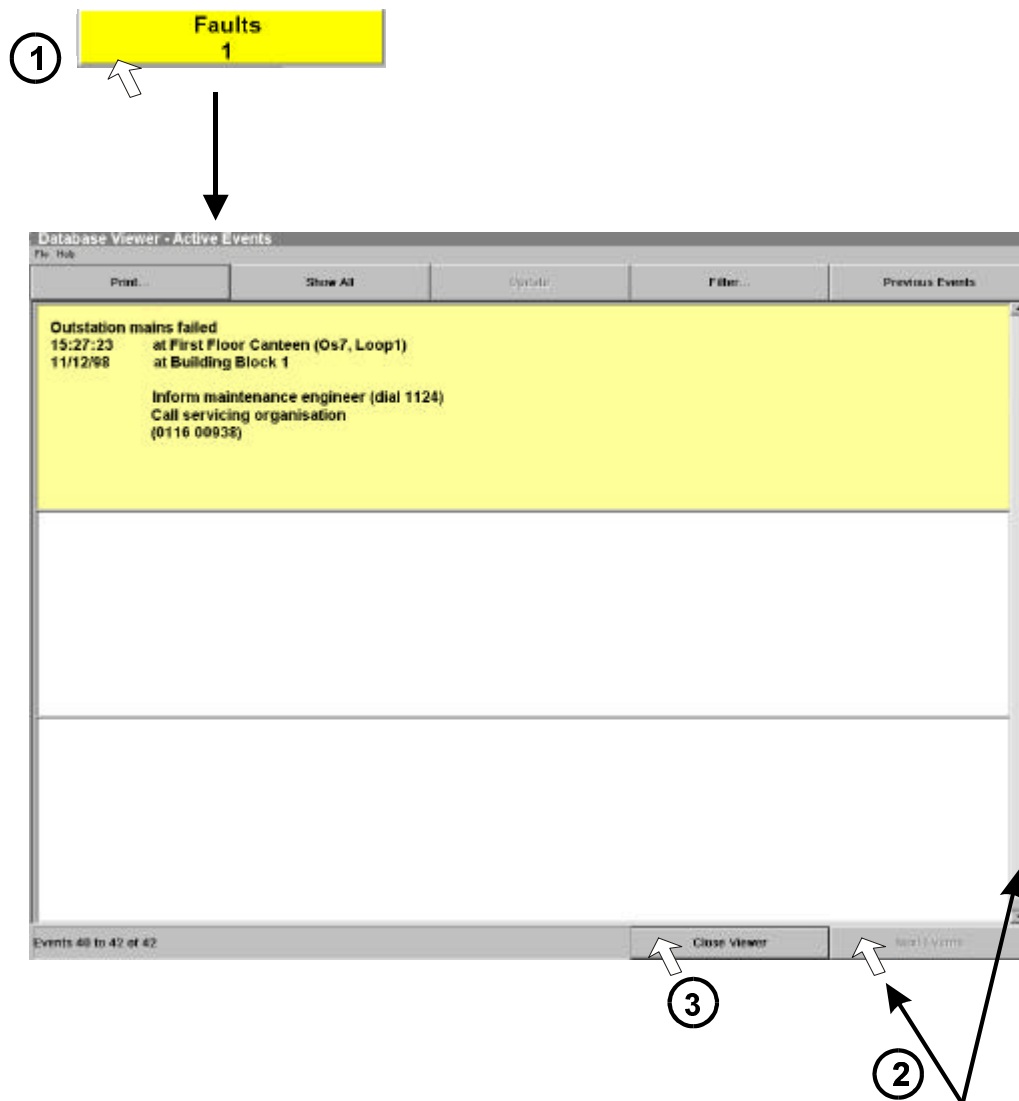 Faults
1
1
Database Viewer - Active Events
File Help
Print...
Show All
Update
Filter...
Previous Events
Outstation mains failed
15:27:23 at First Floor Canteen (Os7, Loop1)
11/12/98 at Building Block 1
Inform maintenance engineer (dial 1124)
Call servicing organisation
(0116 00938)
Events 40 to 42 of 42
Close Viewer
Next Events
3
2